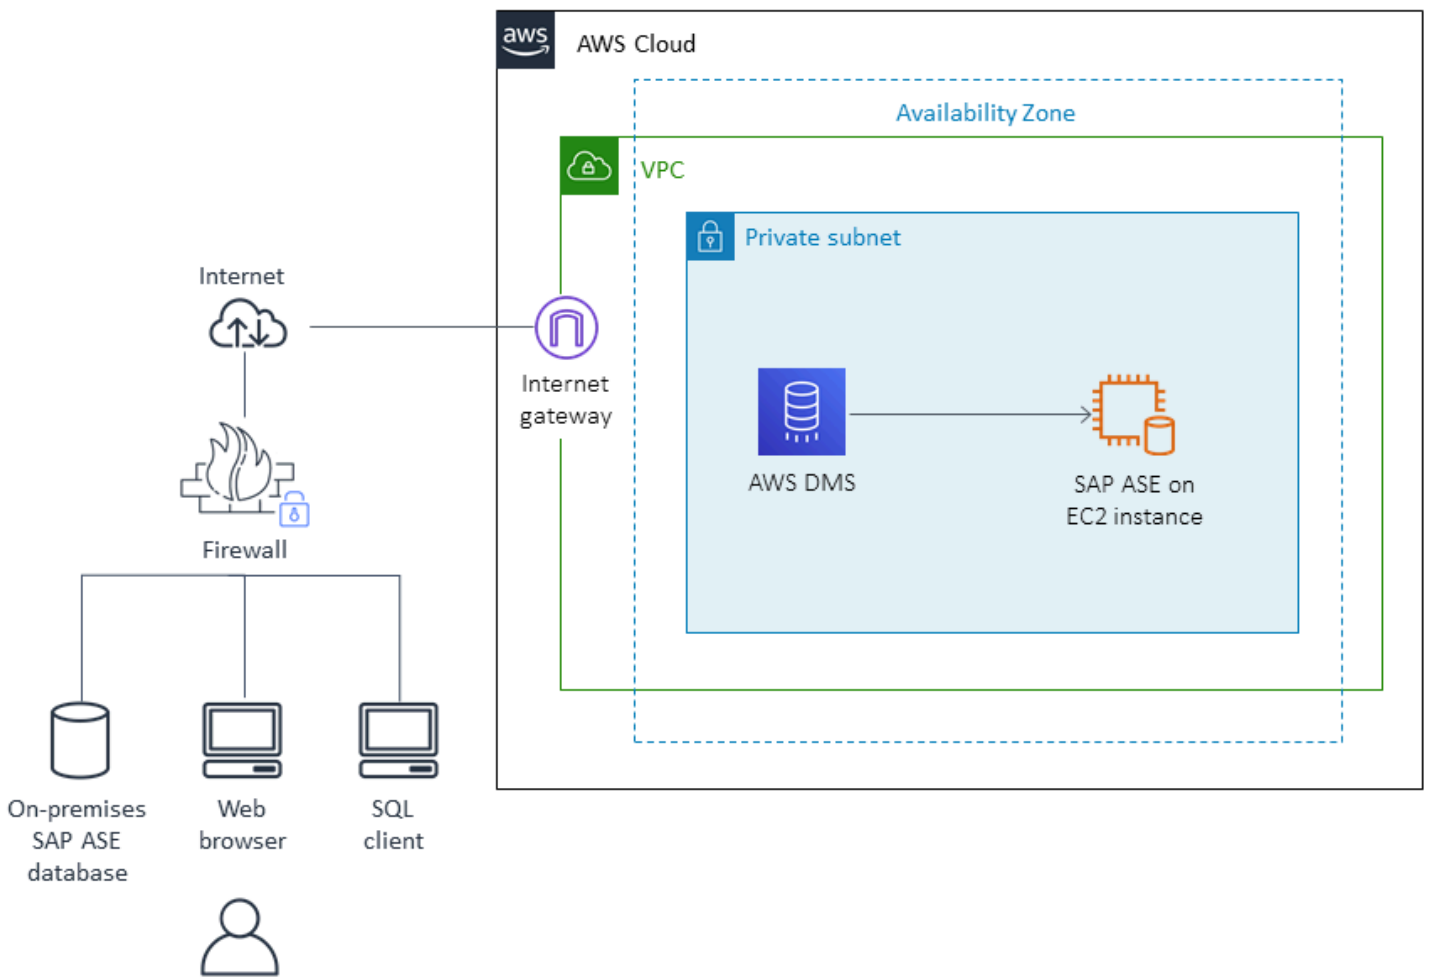 aws
AWS Cloud
Availability Zone
VPC
Private subnet
Internet
Internet
gateway
AWS DMS
SAP ASE on
EC2 instance
Firewall
On-premises
SAP ASE
database
Web
browser
SQL
client